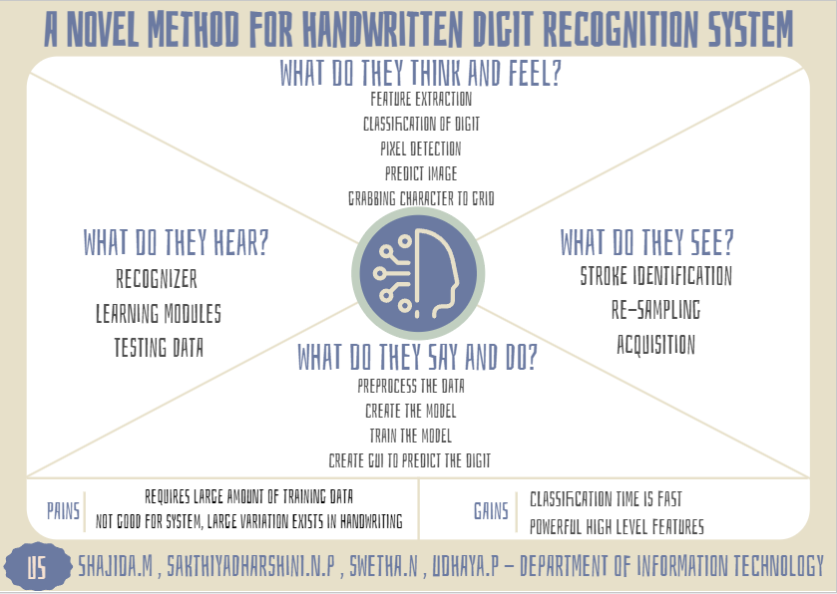 A NOVEL METHOD FOR HANDWRITTEN DIGIT RECOGNITION SYSTEM
WHAT DO THEY THINK AND FEEL?
FEATURE EXTRACTION
CLASSIFICATION OF DIGIT
PIXEL DETECTION
PREDICT IMAGE
GRABBING CHARACTER TO GRID
WHAT DO THEY HEAR?
RECOGNIZER
LEARNING MODULES
TESTING DATA
WHAT DO THEY SEE?
STROKE IDENTIFICATION
RE-SAMPLING
ACQUISITION
WHAT DO THEY SAY AND DO?
PREPROCESS THE DATA
CREATE THE MODEL
TRAIN THE MODEL
CREATE GUI TO PREDICT THE DIGIT
PAINS
REQUIRES LARGE AMOUNT OF TRAINING DATA
NOT GOOD FOR SYSTEM, LARGE VARIATION EXISTS IN HANDWRITING
GAINS
CLASSIFICATION TIME IS FAST
POWERFUL HIGH LEVEL FEATURES
US
SHAJIDA.M , SAKTHIYADHARSHINI.N.P , SWETHA.N , UDHAYA.P – DEPARTMENT OF INFORMATION TECHNOLOGY